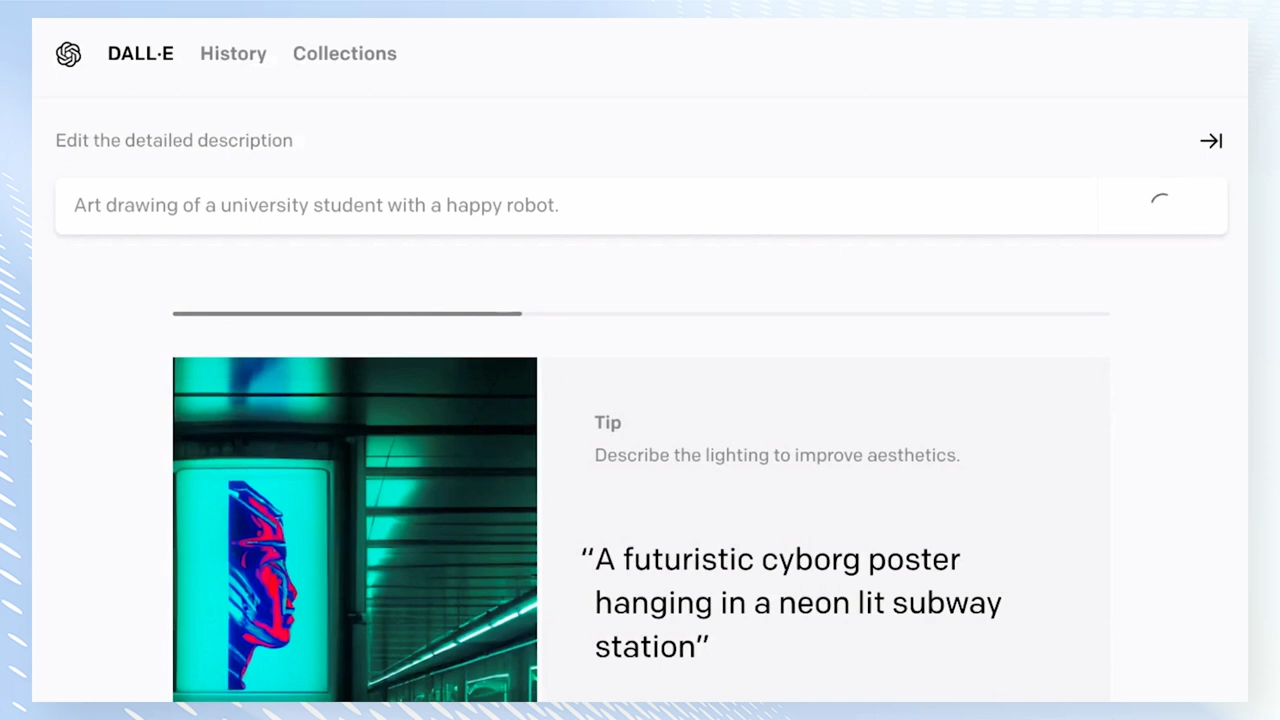 DALL·E History Collections
Edit the detailed description
Art drawing of a university student with a happy robot.
Tip
Describe the lighting to improve aesthetics.
“A futuristic cyborg poster
hanging in a neon lit subway
station”